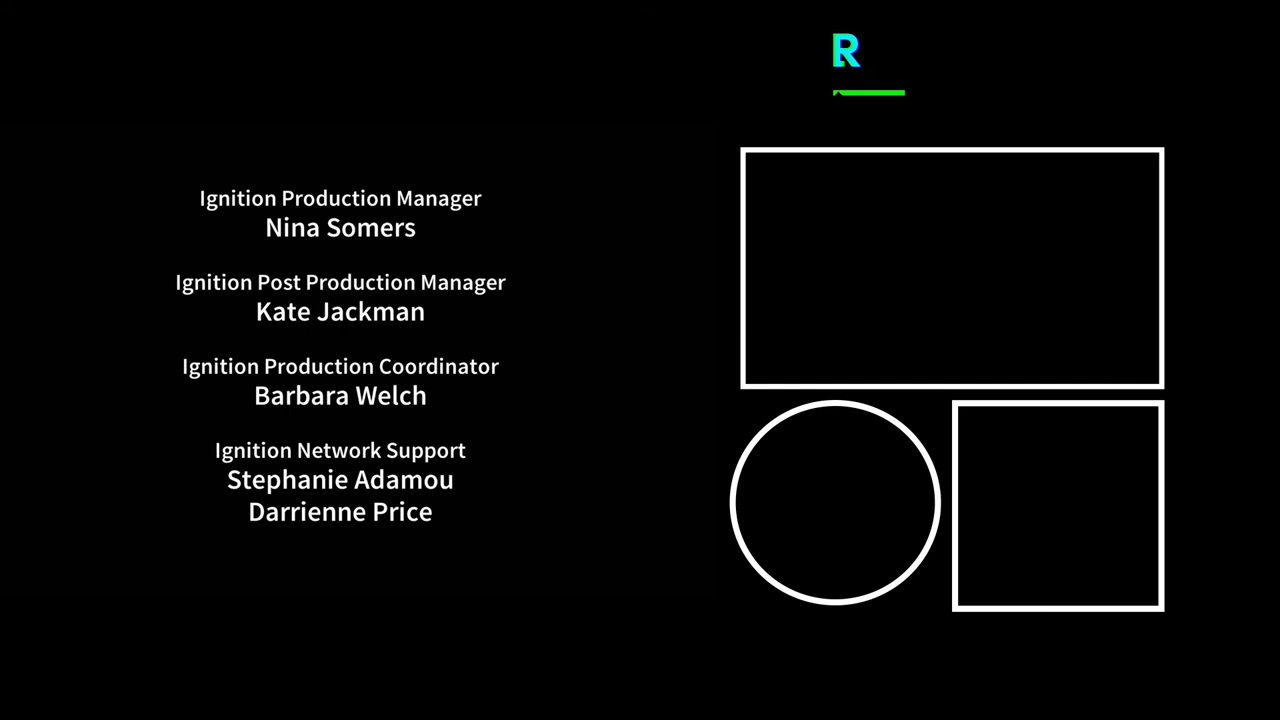 R
Ignition Production Manager
Nina Somers
Ignition Post Production Manager
Kate Jackman
Ignition Production Coordinator
Barbara Welch
Ignition Network Support
Stephanie Adamou
Darrienne Price